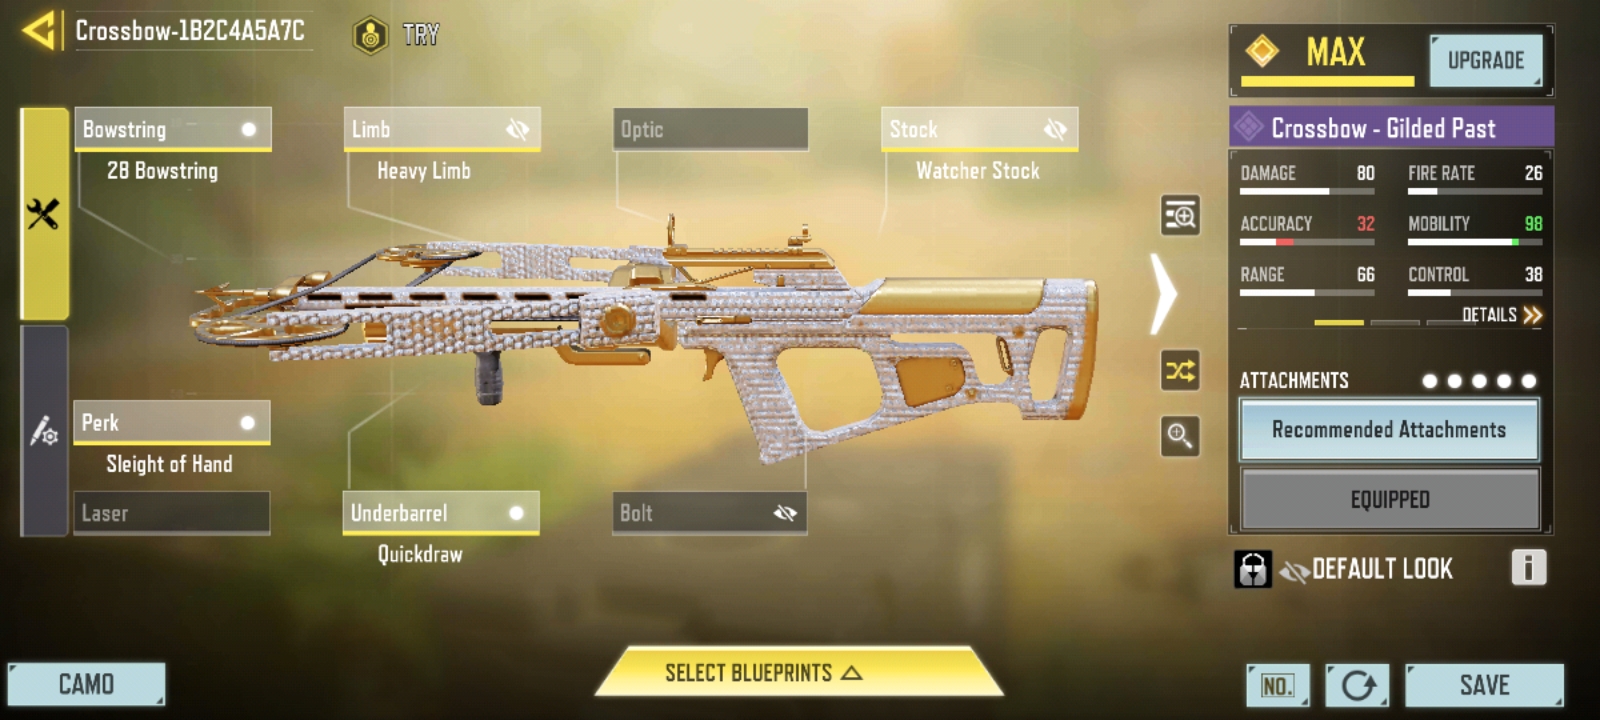 Crossbow-1B2C4A5A7C
TRY
MAX
UPGRADE
Bowstring
28 Bowstring
Limb
Heavy Limb
Optic
Stock
Watcher Stock
Crossbow - Gilded Past
DAMAGE 80
FIRE RATE 26
ACCURACY 32
MOBILITY 98
RANGE 66
CONTROL 38
DETAILS
ATTACHMENTS
Recommended Attachments
EQUIPPED
Perk
Sleight of Hand
Laser
Underbarrel
Quickdraw
Bolt
DEFAULT LOOK
i
CAMO
SELECT BLUEPRINTS
NO.
SAVE